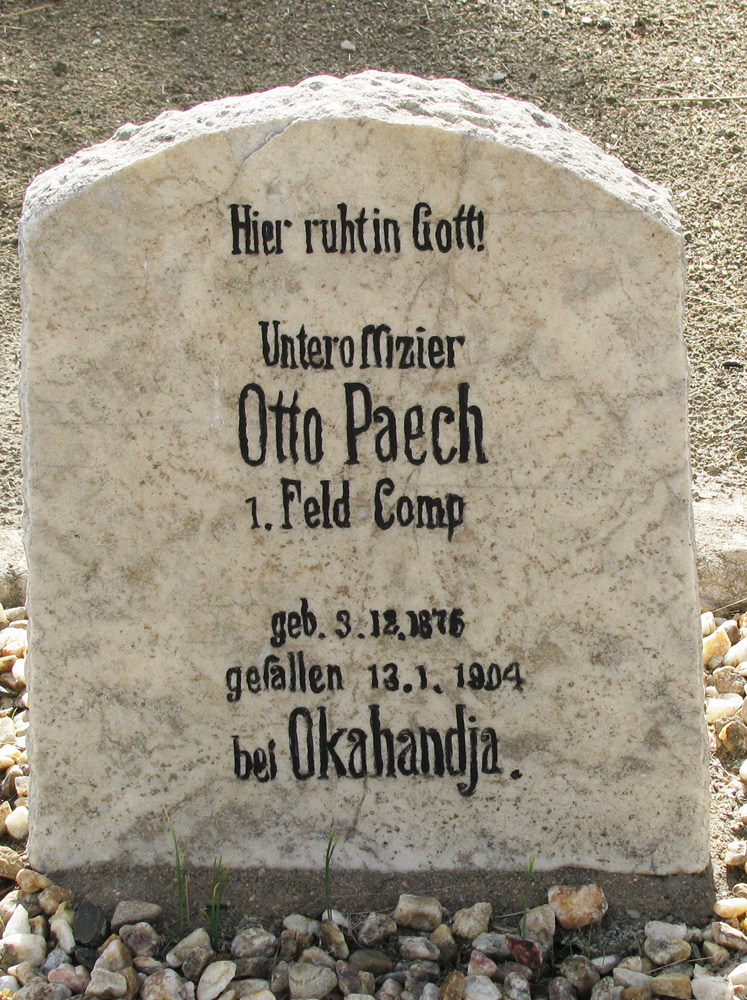 Hier ruht in Gott!
Unteroffizier
Otto Paech
1. Feld Comp
geb. 3.12.1876
gefallen 13.1. 1904
bei Okahandja.